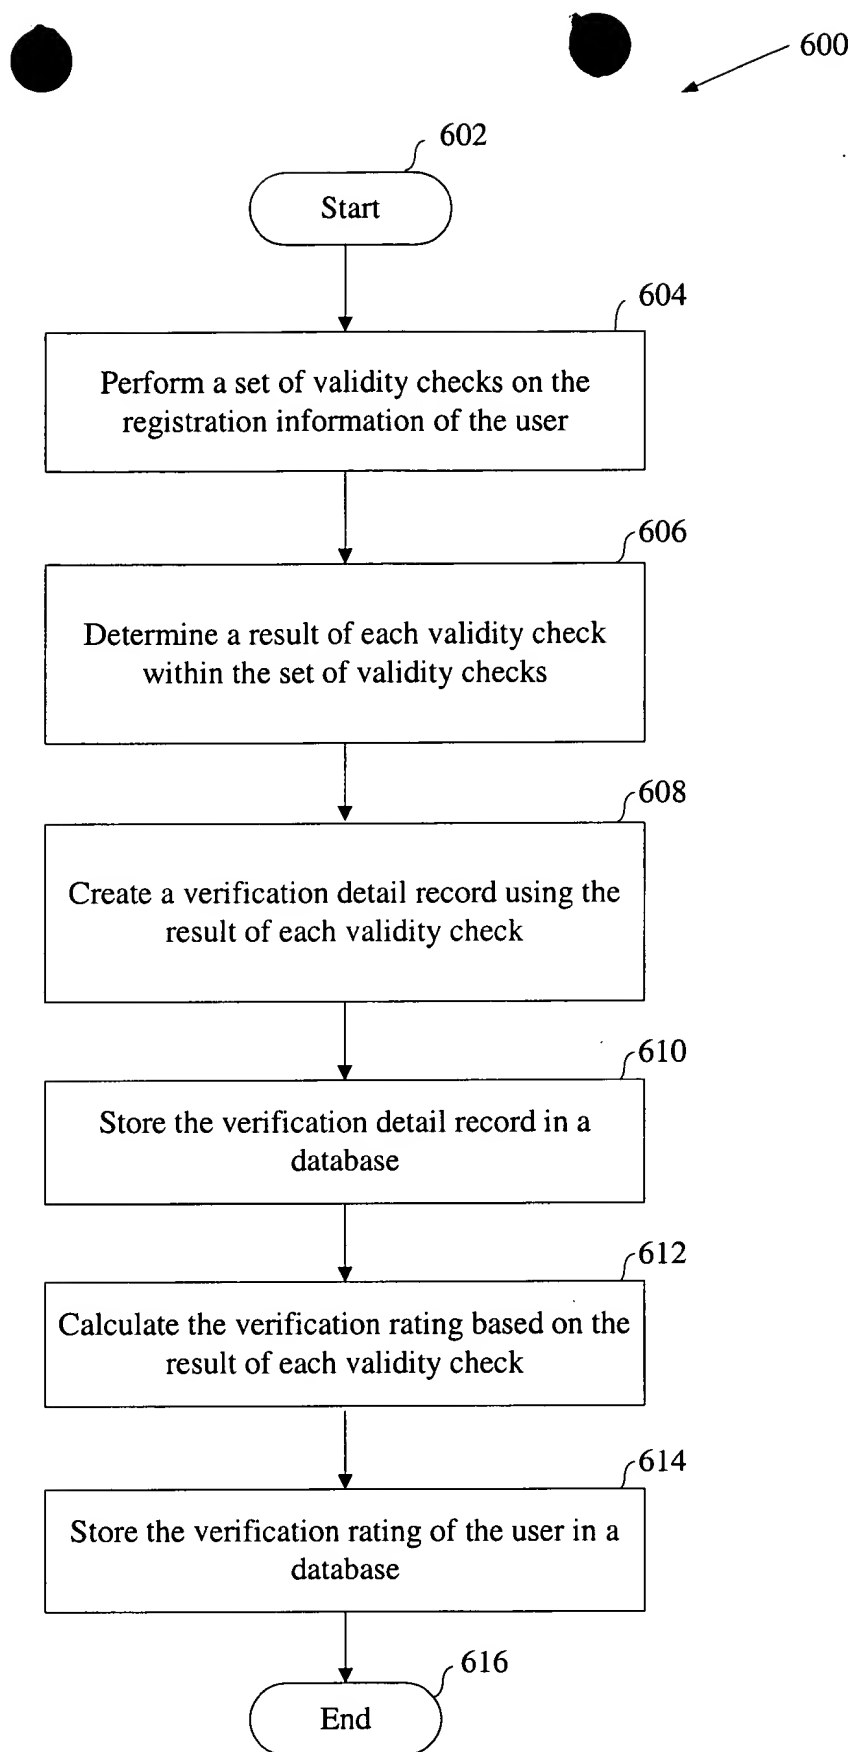 600
602
Start
604
Perform a set of validity checks on the
registration information of the user
606
Determine a result of each validity check
within the set of validity checks
608
Create a verification detail record using the
result of each validity check
610
Store the verification detail record in a
database
612
Calculate the verification rating based on the
result of each validity check
614
Store the verification rating of the user in a
database
616
End